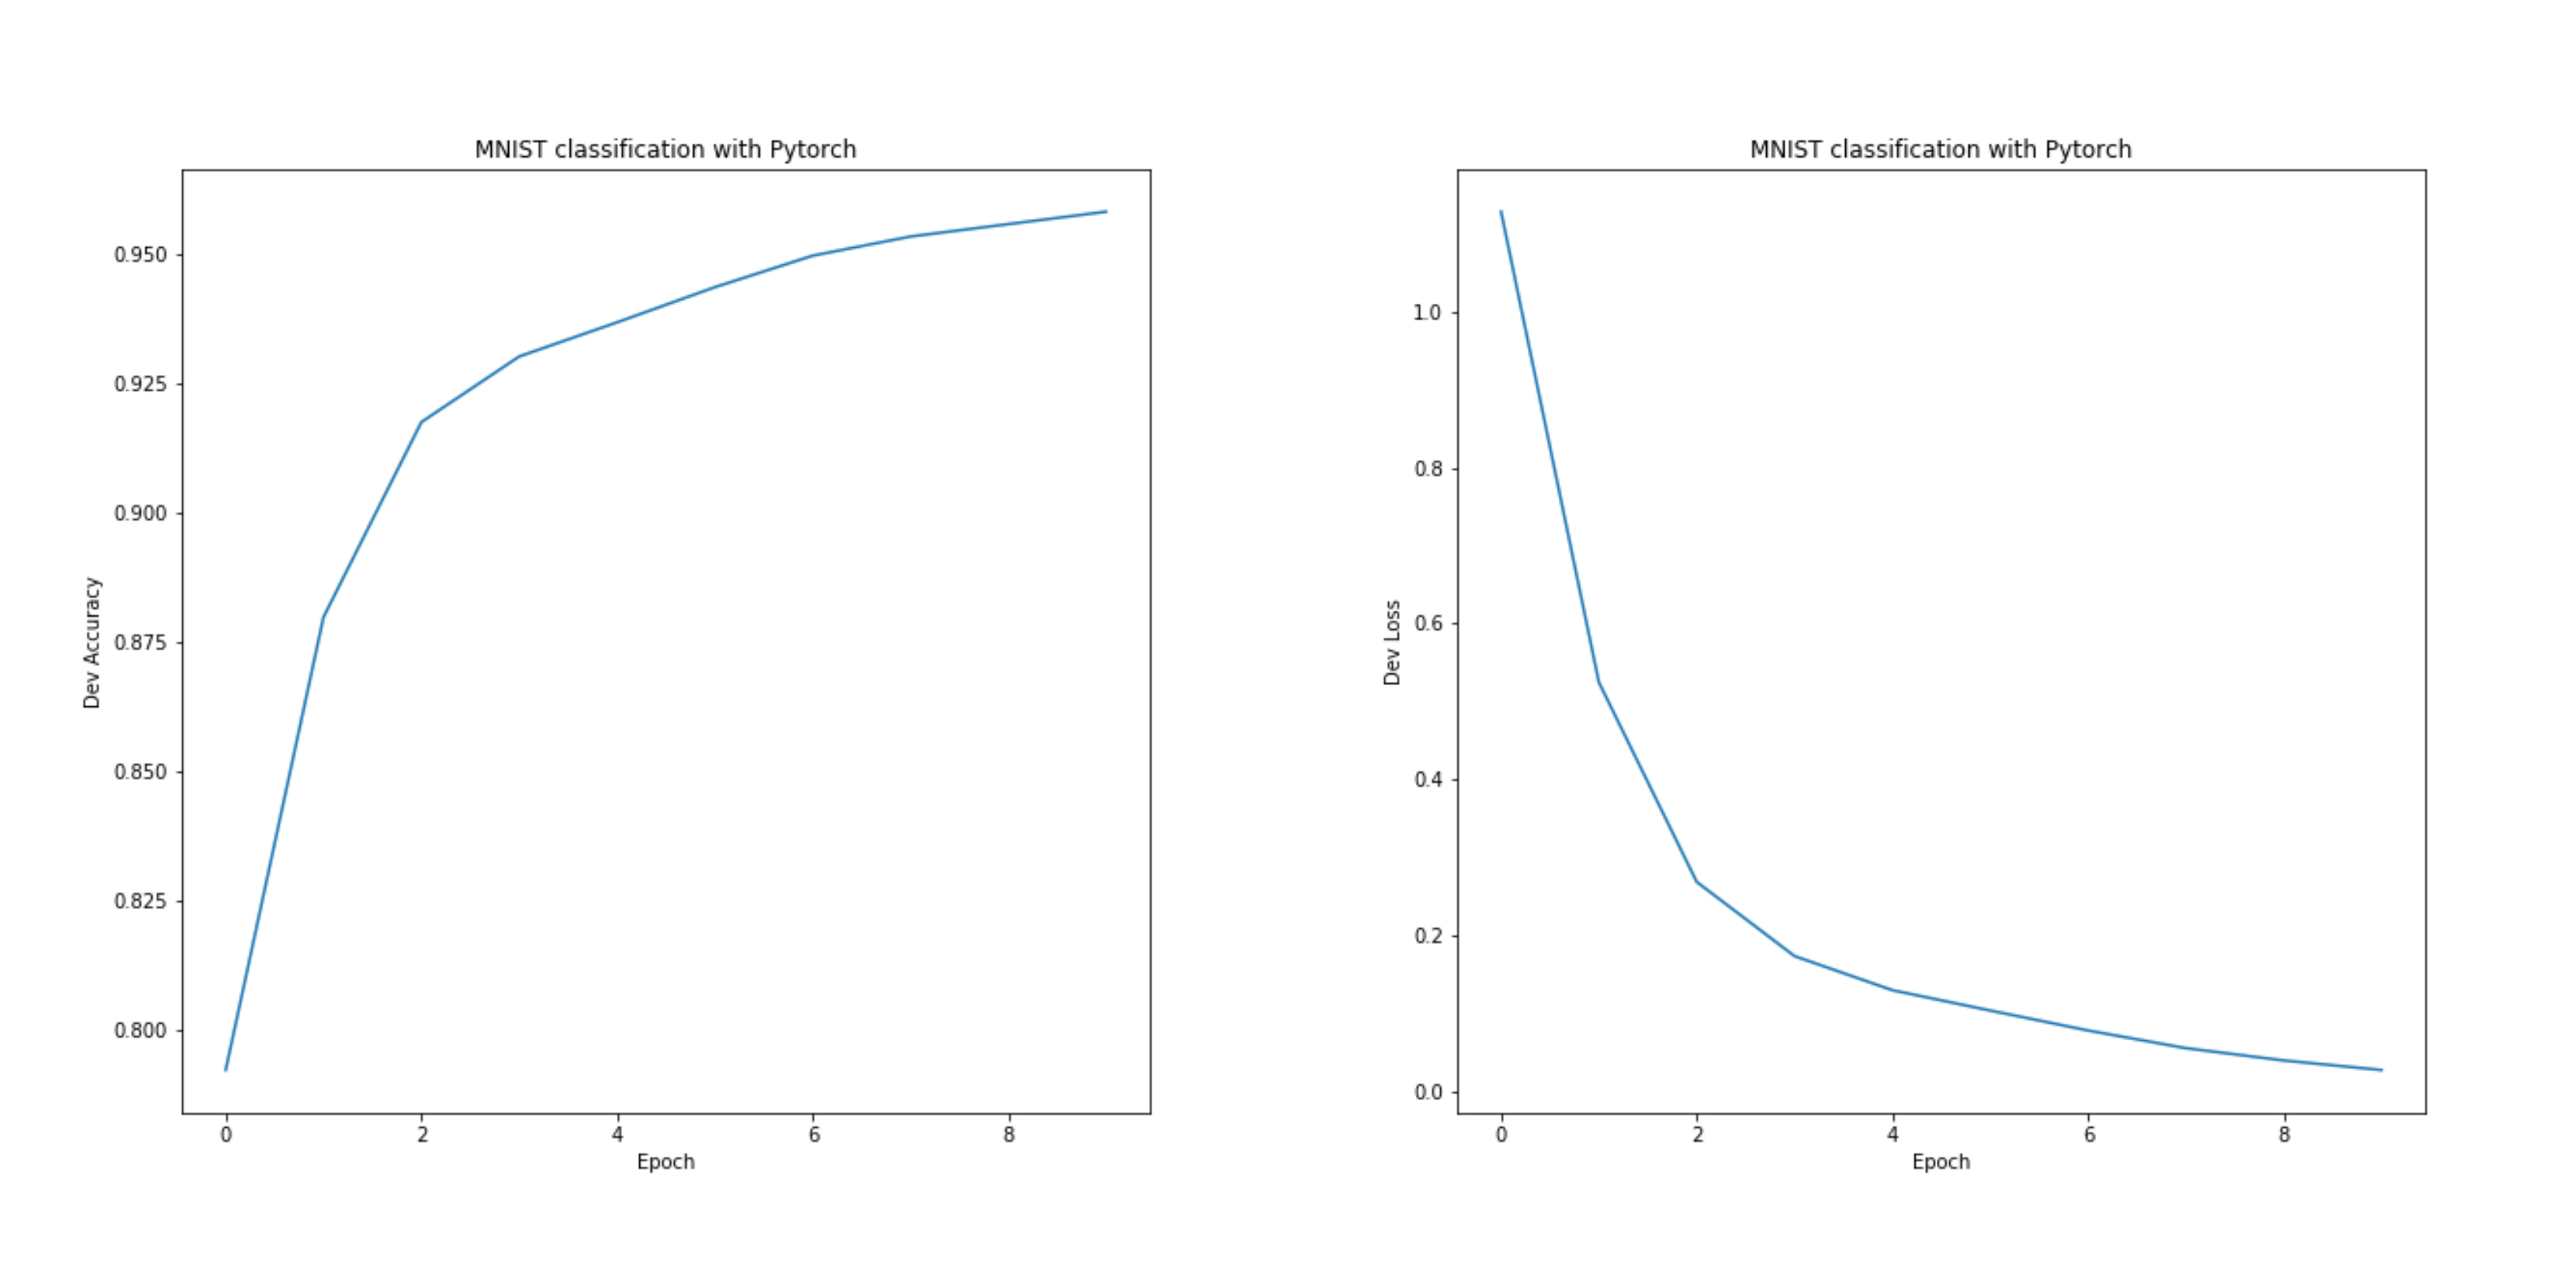 MNIST classification with Pytorch
0.950
0.925
0.900
0.875
0.850
0.825
0.800
Dev Accuracy
0 2 4 6 8
Epoch
MNIST classification with Pytorch
1.0
0.8
0.6
0.4
0.2
0.0
Dev Loss
0 2 4 6 8
Epoch